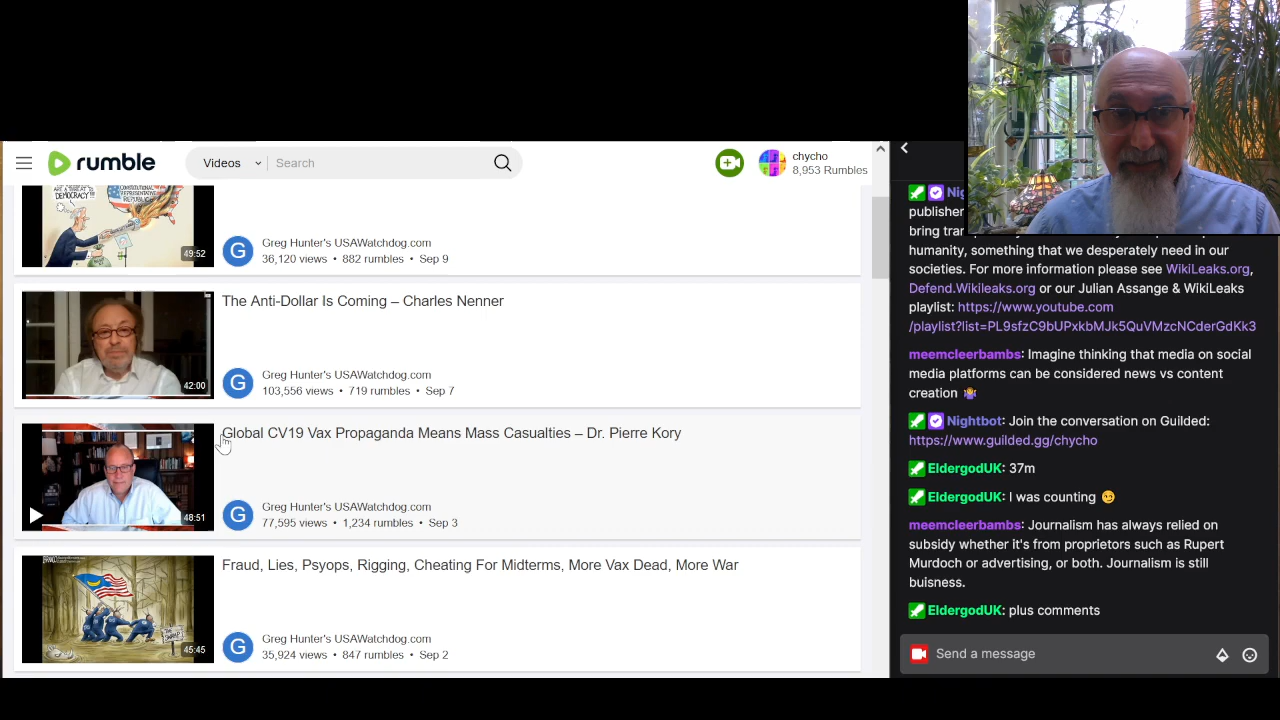 rumble
Videos
Search
chycho
8,953 Rumbles
ARE A THREAT TO
DEMOCRACY!!
CONSTITUTIONAL
REPRESENTATIVE
REPUBLIC
49:52
G
Greg Hunter's USAWatchdog.com
36,120 views • 882 rumbles • Sep 9
The Anti-Dollar Is Coming – Charles Nenner
42:00
G
Greg Hunter's USAWatchdog.com
103,556 views • 719 rumbles • Sep 7
Global CV19 Vax Propaganda Means Mass Casualties – Dr. Pierre Kory
48:51
G
Greg Hunter's USAWatchdog.com
77,595 views • 1,234 rumbles • Sep 3
Fraud, Lies, Psyops, Rigging, Cheating For Midterms, More Vax Dead, More War
45:45
G
Greg Hunter's USAWatchdog.com
35,924 views • 847 rumbles • Sep 2
publisher
bring tran
humanity, something that we desperately need in our
societies. For more information please see WikiLeaks.org,
Defend.Wikileaks.org or our Julian Assange & WikiLeaks
playlist: https://www.youtube.com
/playlist?list=PL9sfzC9bUPxkbMJk5QuVMzcNCderGdKk3
meemcleerbambs: Imagine thinking that media on social
media platforms can be considered news vs content
creation 🤷
Nightbot: Join the conversation on Guilded:
https://www.guilded.gg/chycho
EldergodUK: 37m
EldergodUK: I was counting 😏
meemcleerbambs: Journalism has always relied on
subsidy whether it's from proprietors such as Rupert
Murdoch or advertising, or both. Journalism is still
buisness.
EldergodUK: plus comments
Send a message